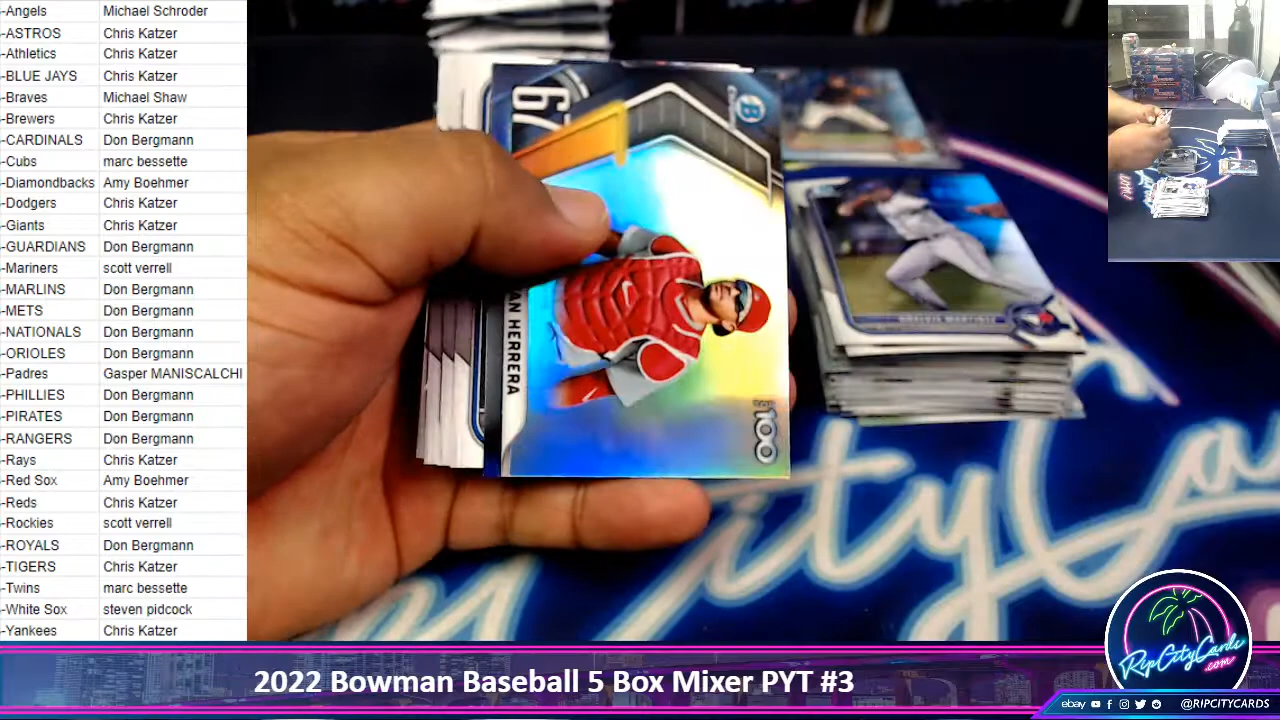 -Angels Michael Schroder
-ASTROS Chris Katzer
-Athletics Chris Katzer
-BLUE JAYS Chris Katzer
-Braves Michael Shaw
-Brewers Chris Katzer
-CARDINALS Don Bergmann
-Cubs marc bessette
-Diamondbacks Amy Boehmer
-Dodgers Chris Katzer
-Giants Chris Katzer
-GUARDIANS Don Bergmann
-Mariners scott verrell
-MARLINS Don Bergmann
-METS Don Bergmann
-NATIONALS Don Bergmann
-ORIOLES Don Bergmann
-Padres Gasper MANISCALCHI
-PHILLIES Don Bergmann
-PIRATES Don Bergmann
-RANGERS Don Bergmann
-Rays Chris Katzer
-Red Sox Amy Boehmer
-Reds Chris Katzer
-Rockies scott verrell
-ROYALS Don Bergmann
-TIGERS Chris Katzer
-Twins marc bessette
-White Sox steven pidcock
-Yankees Chris Katzer
67
B
VAN HERRERA
100
ityCa
RipCityCards
.com
2022 Bowman Baseball 5 Box Mixer PYT #3
ebay @RIPCITYCARDS